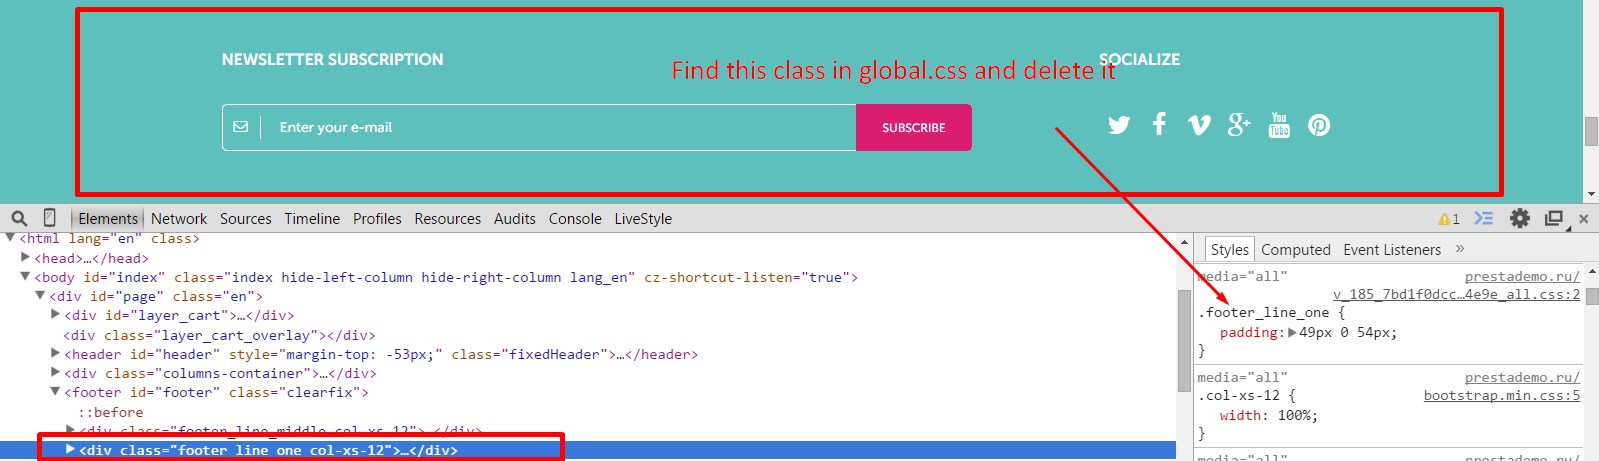 NEWSLETTER SUBSCRIPTION
Find this class in global.css and delete it
SOCIALIZE
Enter your e-mail
SUBSCRIBE
You
Tube
Elements Network Sources Timeline Profiles Resources Audits Console LiveStyle
1
<html lang="en" class>
<head>…</head>
<body id="index" class="index hide-left-column hide-right-column lang_en" cz-shortcut-listen="true">
<div id="page" class="en">
<div id="layer_cart">…</div>
<div class="layer_cart_overlay"></div>
<header id="header" style="margin-top: -53px;" class="fixedHeader">…</header>
<div class="columns-container">…</div>
<footer id="footer" class="clearfix">
::before
<div class="footer_line_middle col-xs-12">…</div>
<div class="footer_line_one col-xs-12">…</div>
Styles Computed Event Listeners »
media="all" prestademo.ru/
v_185_7bd1f0dcc…4e9e_all.css:2
.footer_line_one {
padding: 49px 0 54px;
}
media="all" prestademo.ru/
.col-xs-12 { bootstrap.min.css:5
width: 100%;
}
media="all" prestademo.ru/